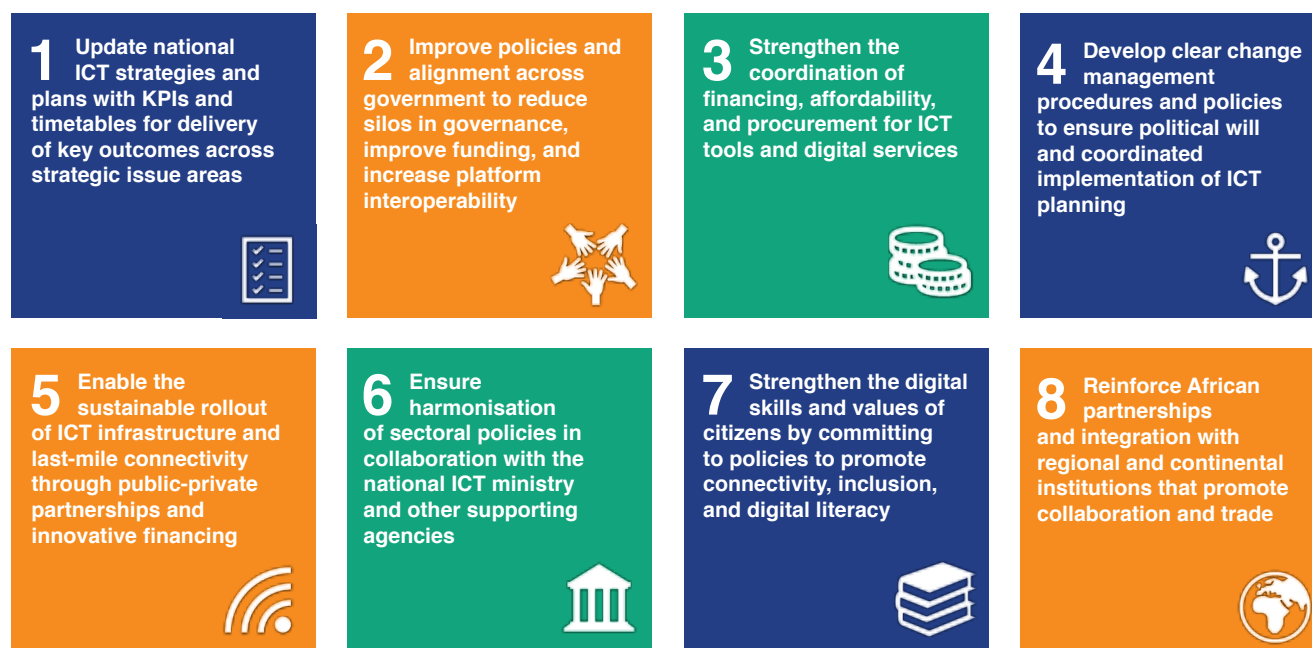 1 Update national
ICT strategies and
plans with KPIs and
timetables for delivery
of key outcomes across
strategic issue areas
2 Improve policies and
alignment across
government to reduce
silos in governance,
improve funding, and
increase platform
interoperability
3 Strengthen the
coordination of
financing, affordability,
and procurement for ICT
tools and digital services
4 Develop clear change
management
procedures and policies
to ensure political will
and coordinated
implementation of ICT
planning
5 Enable the
sustainable rollout
of ICT infrastructure and
last-mile connectivity
through public-private
partnerships and
innovative financing
6 Ensure
harmonisation
of sectoral policies in
collaboration with the
national ICT ministry
and other supporting
agencies
7 Strengthen the digital
skills and values of
citizens by committing
to policies to promote
connectivity, inclusion,
and digital literacy
8 Reinforce African
partnerships
and integration with
regional and continental
institutions that promote
collaboration and trade